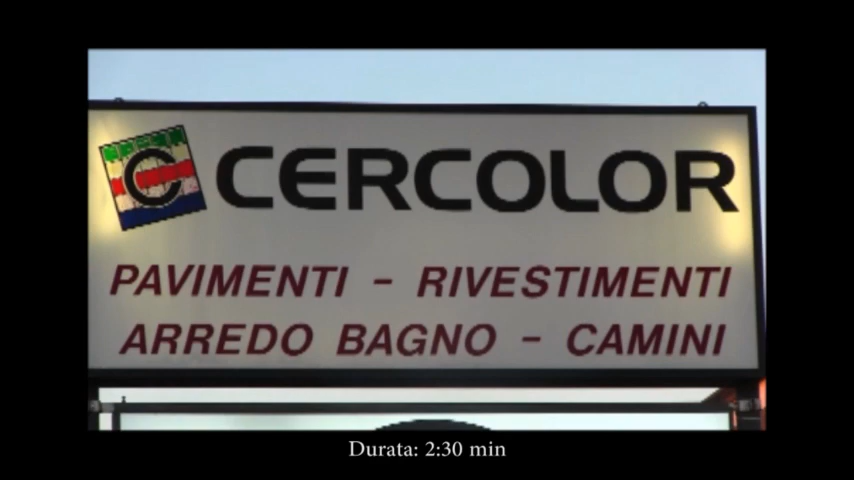 C CERCOLOR
PAVIMENTI - RIVESTIMENTI
ARREDO BAGNO - CAMINI
Durata: 2:30 min